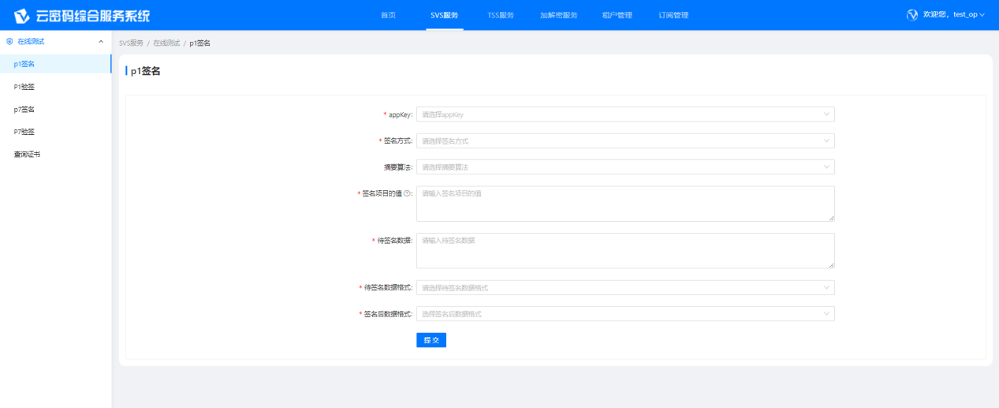 云密码综合服务系统
首页 SVS服务 TSS服务 加解密服务 租户管理 订阅管理
欢迎您，test_op
在线测试
p1签名
P1验签
p7签名
P7验签
查询证书
SVS服务 / 在线测试 / p1签名
p1签名
* appKey: 请选择appKey
* 签名方式: 请选择签名方式
摘要算法: 请选择摘要算法
* 签名项目的值 ?: 请输入签名项目的值
* 待签名数据: 请输入待签名数据
* 待签名数据格式: 请选择待签名数据格式
* 签名后数据格式: 选择签名后数据格式
提交